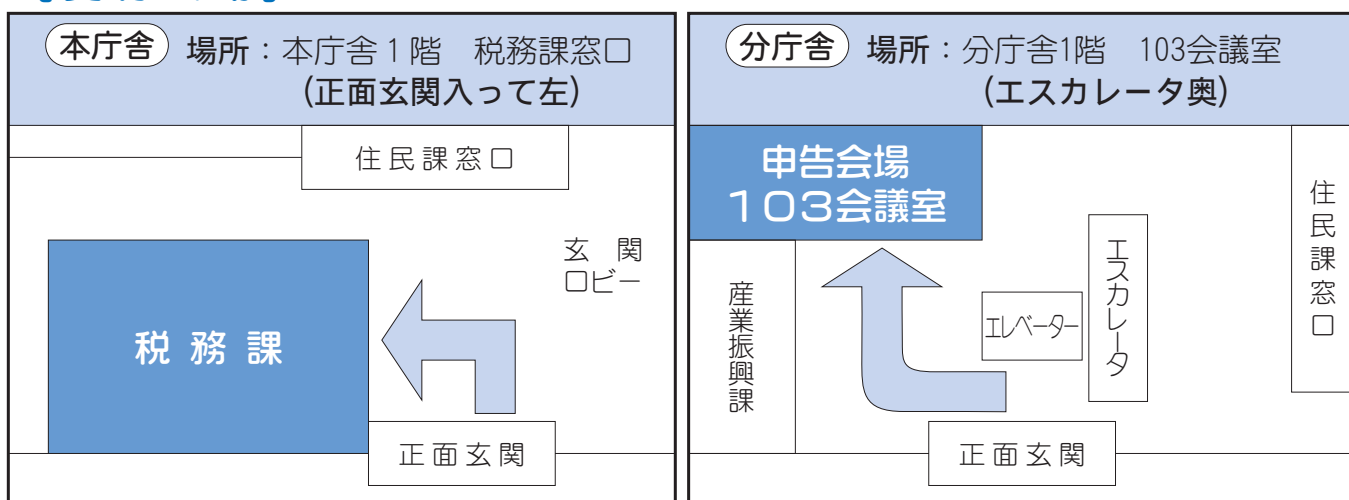 本庁舎 場所：本庁舎１階　税務課窓口
(正面玄関入って左)
住民課窓口
玄関
ロビー
税務課
正面玄関
分庁舎 場所：分庁舎1階　103会議室
(エスカレータ奥)
申告会場
１０３会議室
住民課窓口
エスカレータ
エレベーター
産業振興課
正面玄関